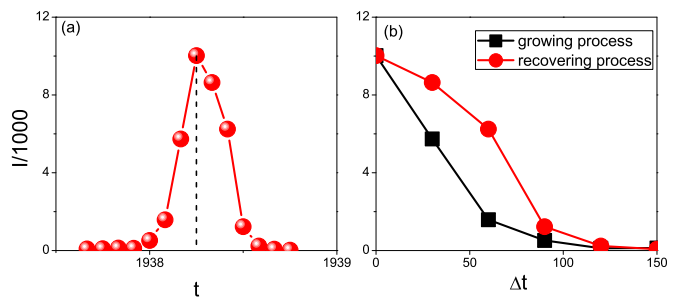 (a)
12
8
4
0
I/1000
1938
1939
t
(b)
growing process
recovering process
12
8
4
0
0
50
100
150
Δt